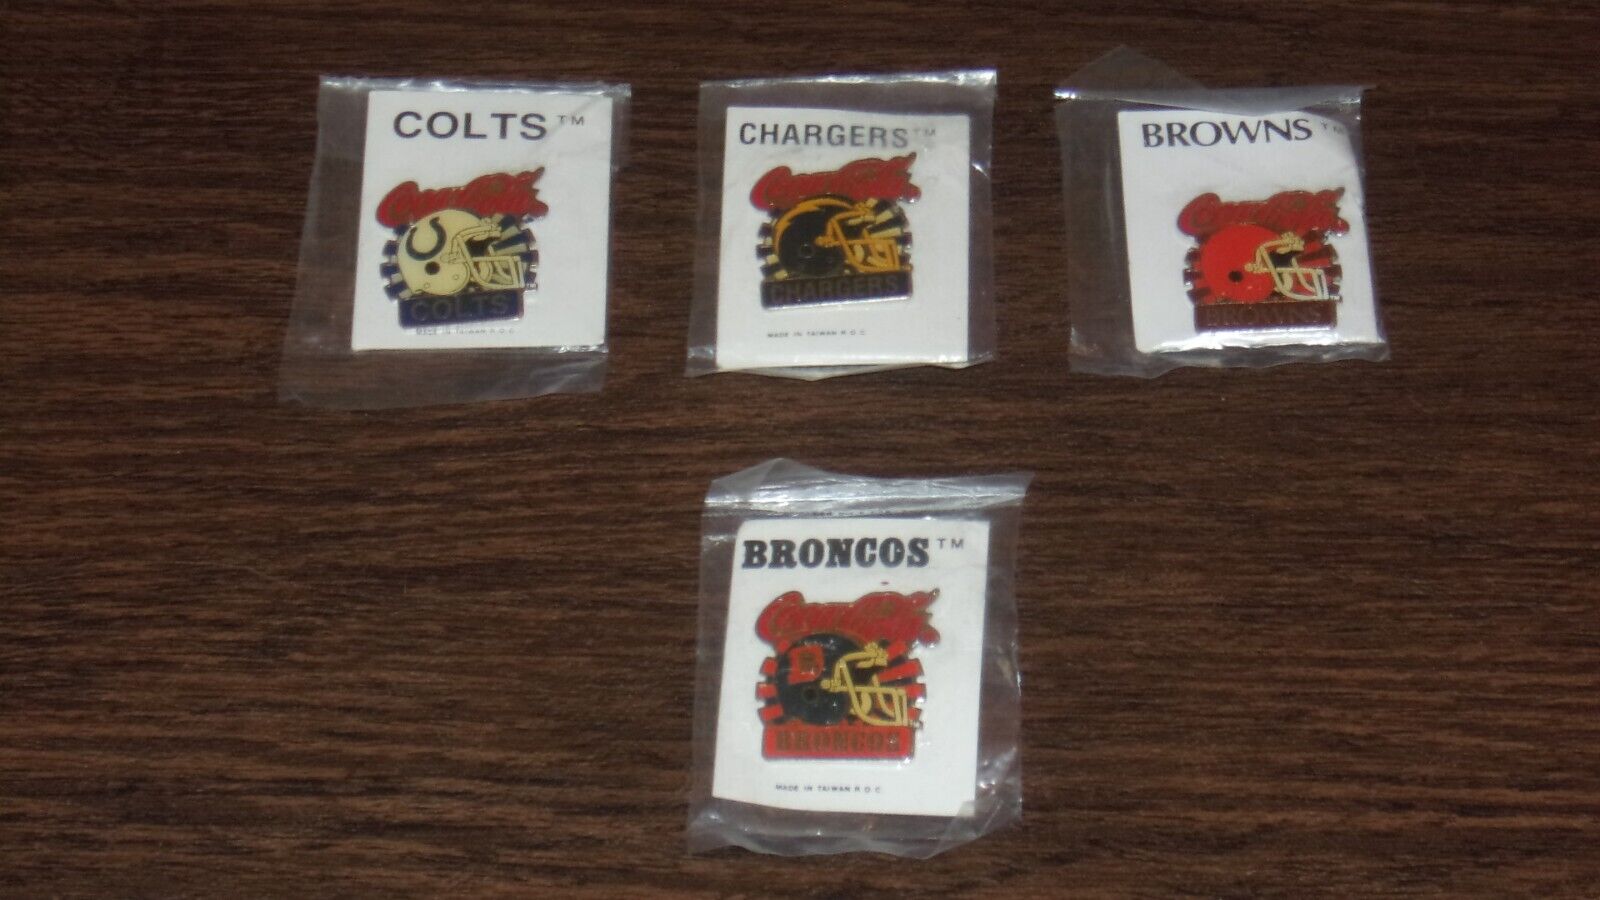 COLTS™
Coca-Cola
COLTS™
MADE IN TAIWAN R.O.C.
CHARGERS™
Coca-Cola
CHARGERS
MADE IN TAIWAN R.O.C.
BROWNS™
Coca-Cola
BROWNS
BRONCOS™
Coca-Cola
BRONCOS
MADE IN TAIWAN R.O.C.